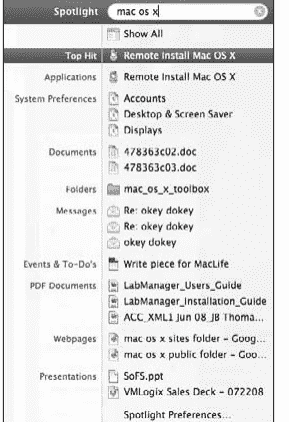 Spotlight mac os x
Show All
Top Hit Remote Install Mac OS X
Applications Remote Install Mac OS X
System Preferences Accounts
Desktop & Screen Saver
Displays
Documents 478363c02.doc
478363c03.doc
Folders mac_os_x_toolbox
Messages Re: okey dokey
Re: okey dokey
okey dokey
Events & To-Do's Write piece for MacLife
PDF Documents LabManager_Users_Guide
LabManager_Installation_Guide
ACC_XML1 Jun 08_JB Thoma...
Webpages mac os x sites folder - Goog...
mac os x public folder - Goo...
Presentations SoFS.ppt
VMLogix Sales Deck - 072208
Spotlight Preferences...